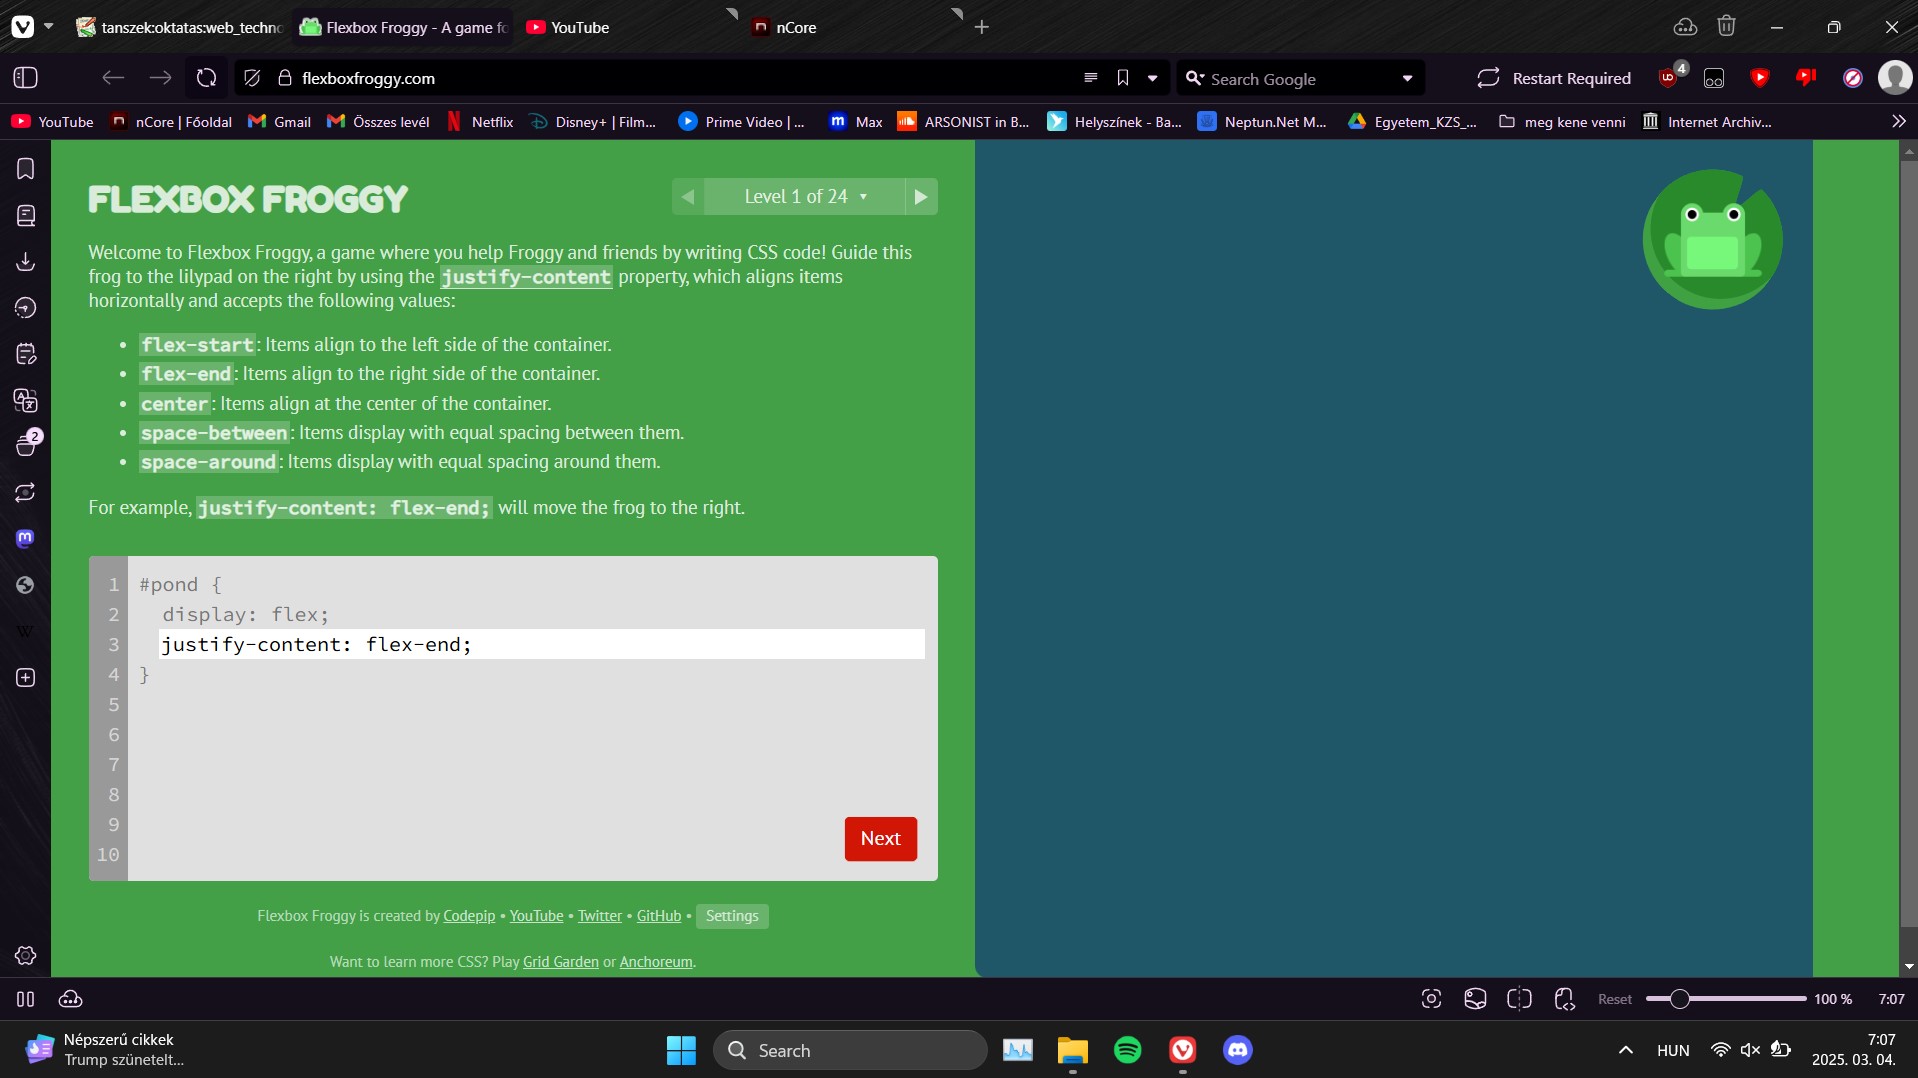 tanszek:oktatas:web_techno
Flexbox Froggy - A game fo
YouTube
nCore
flexboxfroggy.com
Search Google
Restart Required
4
YouTube
nCore | Főoldal
Gmail
Összes levél
Netflix
Disney+ | Film...
Prime Video | ...
Max
ARSONIST in B...
Helyszínek - Ba...
Neptun.Net M...
Egyetem_KZS_...
meg kene venni
Internet Archiv...
2
FLEXBOX FROGGY
Level 1 of 24
Welcome to Flexbox Froggy, a game where you help Froggy and friends by writing CSS code! Guide this
frog to the lilypad on the right by using the justify-content property, which aligns items
horizontally and accepts the following values:
• flex-start: Items align to the left side of the container.
• flex-end: Items align to the right side of the container.
• center: Items align at the center of the container.
• space-between: Items display with equal spacing between them.
• space-around: Items display with equal spacing around them.
For example, justify-content: flex-end; will move the frog to the right.
1 #pond {
2 display: flex;
3 justify-content: flex-end;
4 }
5
6
7
8
9
10
Next
Flexbox Froggy is created by Codepip • YouTube • Twitter • GitHub • Settings
Want to learn more CSS? Play Grid Garden or Anchoreum.
Reset
100 %
7:07
Népszerű cikkek
Trump szünetelt...
Search
HUN
7:07
2025. 03. 04.